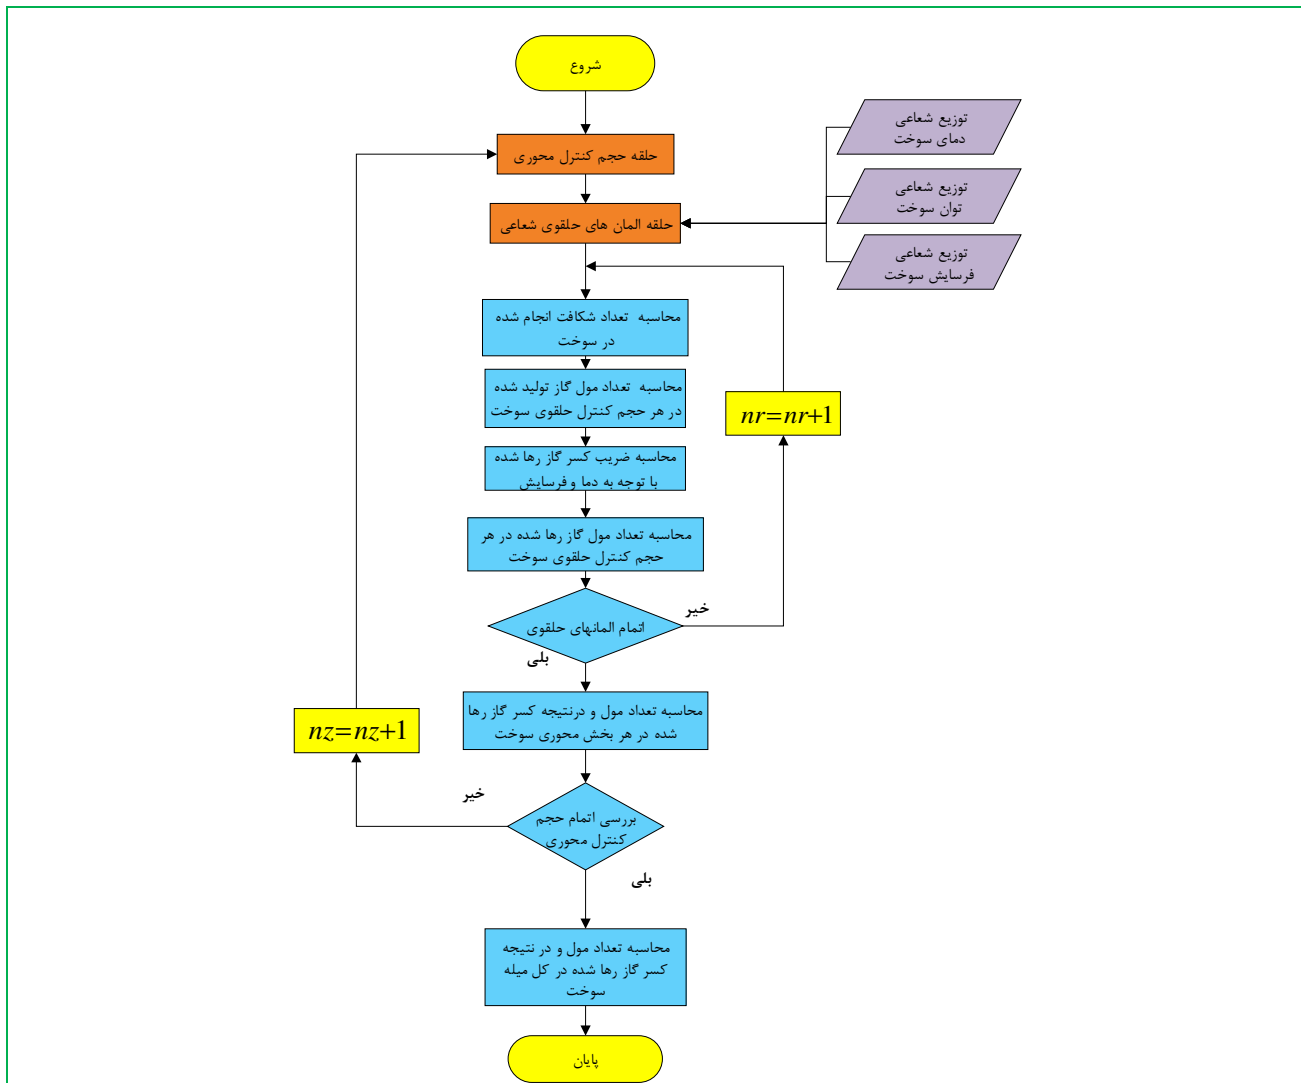 شروع
توزیع شعاعی
دمای سوخت
حلقه حجم کنترل محوری
توزیع شعاعی
توان سوخت
حلقه المان های حلقوی شعاعی
توزیع شعاعی
فرسایش سوخت
محاسبه تعداد شکافت انجام شده
در سوخت
محاسبه تعداد مول گاز تولید شده
در هر حجم کنترل حلقوی سوخت
nr=nr+1
محاسبه ضریب کسر گاز رها شده
با توجه به دما و فرسایش
محاسبه تعداد مول گاز رها شده در هر
حجم کنترل حلقوی سوخت
خیر
اتمام المانهای حلقوی
بلی
محاسبه تعداد مول و درنتیجه کسر گاز رها
شده در هر بخش محوری سوخت
nz=nz+1
خیر
بررسی اتمام حجم
کنترل محوری
بلی
محاسبه تعداد مول و در نتیجه
کسر گاز رها شده در کل میله
سوخت
پایان